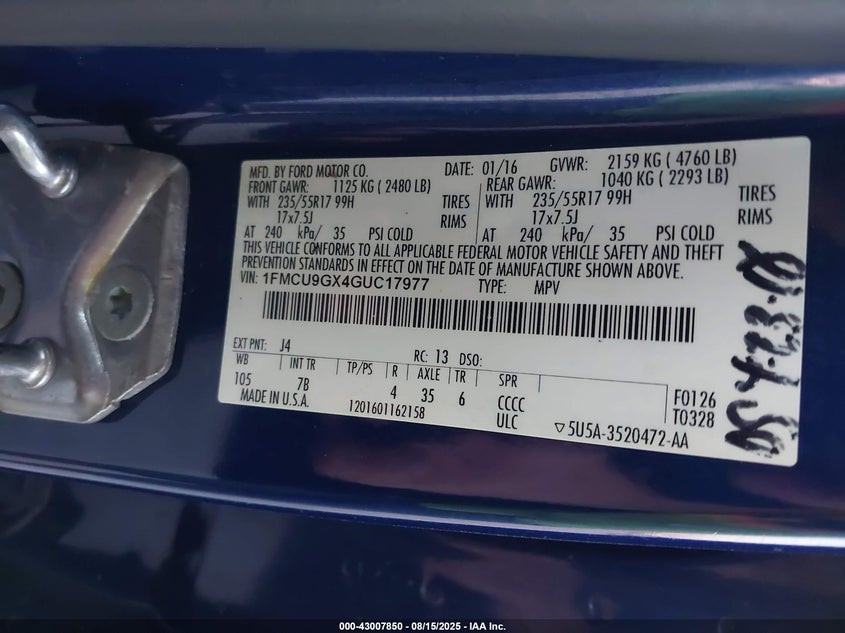 MFD. BY FORD MOTOR CO. DATE: 01/16 GVWR: 2159 KG ( 4760 LB)
FRONT GAWR: 1125 KG ( 2480 LB) REAR GAWR: 1040 KG ( 2293 LB)
WITH 235/55R17 99H TIRES WITH 235/55R17 99H TIRES
17x7.5J RIMS 17x7.5J RIMS
AT 240 kPa/ 35 PSI COLD AT 240 kPa/ 35 PSI COLD
THIS VEHICLE CONFORMS TO ALL APPLICABLE FEDERAL MOTOR VEHICLE SAFETY AND THEFT
PREVENTION STANDARDS IN EFFECT ON THE DATE OF MANUFACTURE SHOWN ABOVE.
VIN: 1FMCU9GX4GUC17977 TYPE: MPV
EXT PNT: J4 RC: 13 DSO:
WB INT TR TP/PS R AXLE TR SPR
105 7B 4 35 6 CCCC F0126
MADE IN U.S.A. 1201601162158 ULC T0328
▽5U5A-3520472-AA
000-43007850 - 08/15/2025 - IAA Inc.